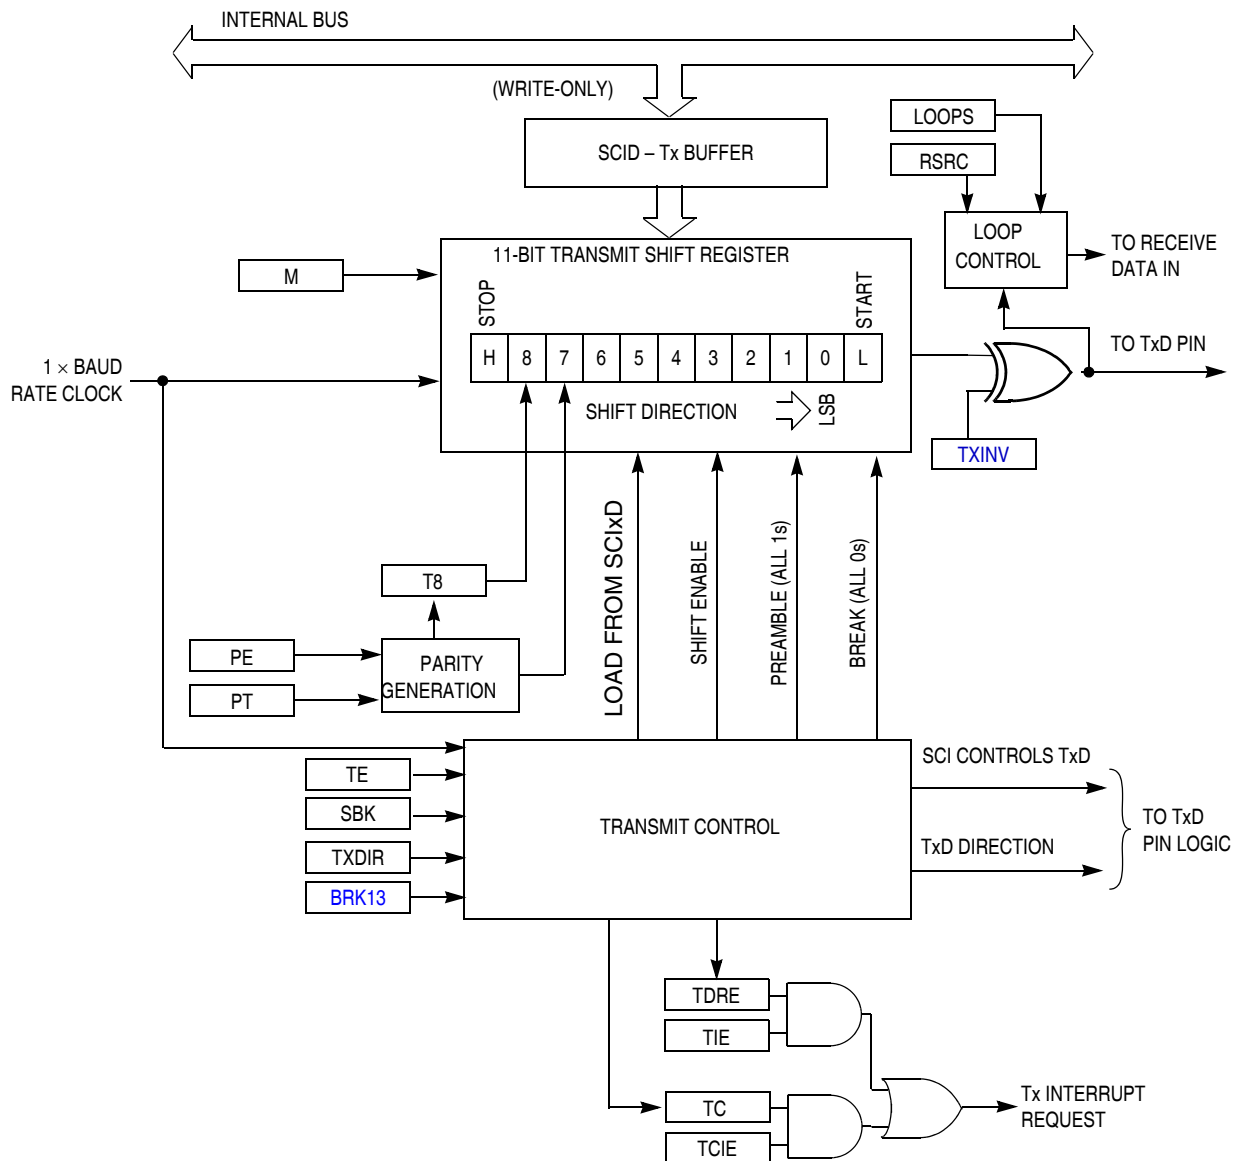 INTERNAL BUS
(WRITE-ONLY)
SCID – Tx BUFFER
LOOPS
RSRC
LOOP
CONTROL
TO RECEIVE
DATA IN
11-BIT TRANSMIT SHIFT REGISTER
M
STOP
START
H 8 7 6 5 4 3 2 1 0 L
1 × BAUD
RATE CLOCK
SHIFT DIRECTION
LSB
TO TxD PIN
TXINV
LOAD FROM SCIxD
SHIFT ENABLE
PREAMBLE (ALL 1s)
BREAK (ALL 0s)
T8
PE
PT
PARITY
GENERATION
TE
SBK
TXDIR
BRK13
TRANSMIT CONTROL
SCI CONTROLS TxD
TxD DIRECTION
TO TxD
PIN LOGIC
TDRE
TIE
TC
TCIE
Tx INTERRUPT
REQUEST